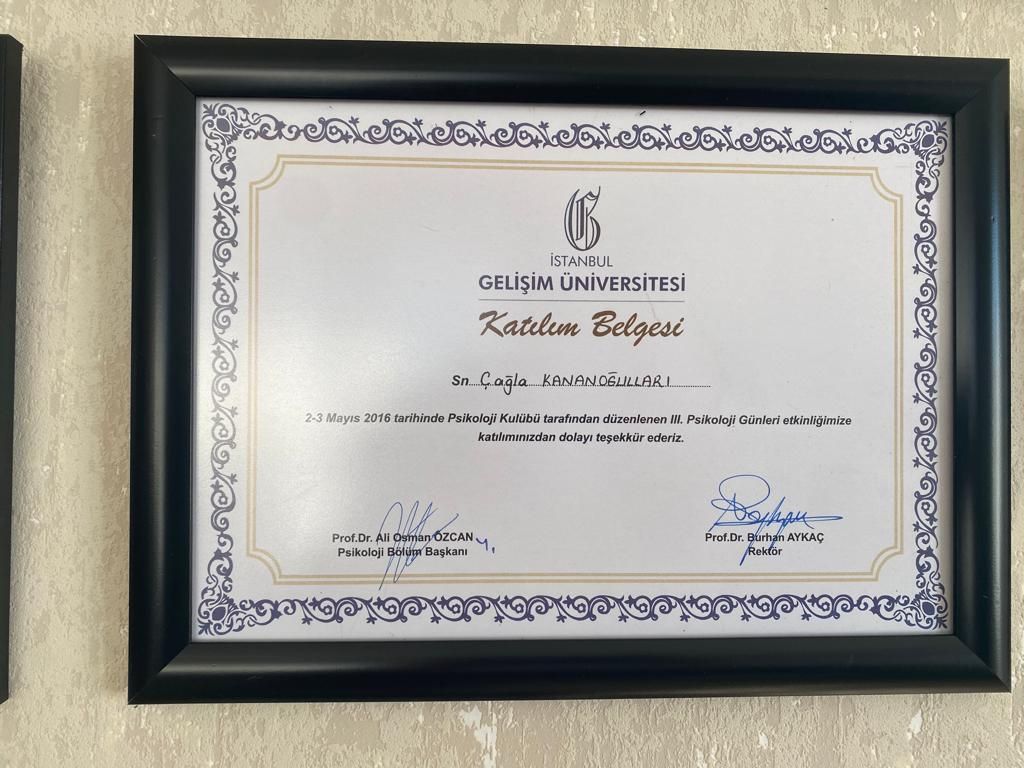 İSTANBUL
GELİŞİM ÜNİVERSİTESİ
Katılım Belgesi
Sn. Çağla KANANOĞULLARI
2-3 Mayıs 2016 tarihinde Psikoloji Kulübü tarafından düzenlenen III. Psikoloji Günleri etkinliğimize
katılımınızdan dolayı teşekkür ederiz.
Prof.Dr. Ali Osman ÖZCAN
Psikoloji Bölüm Başkanı
Prof.Dr. Burhan AYKAÇ
Rektör